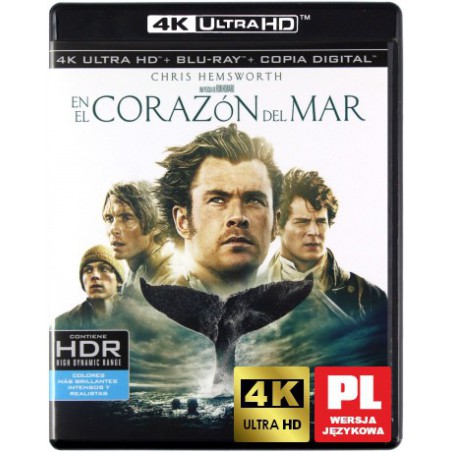 4K ULTRA HD
4K ULTRA HD + BLU-RAY + COPIA DIGITAL
CHRIS HEMSWORTH
EN EL CORAZÓN DEL MAR
CONTIENE
HDR
HIGH DYNAMIC RANGE
COLORES
MÁS BRILLANTES
INTENSOS Y
REALISTAS
4K
ULTRA HD
PL
WERSJA
JĘZYKOWA